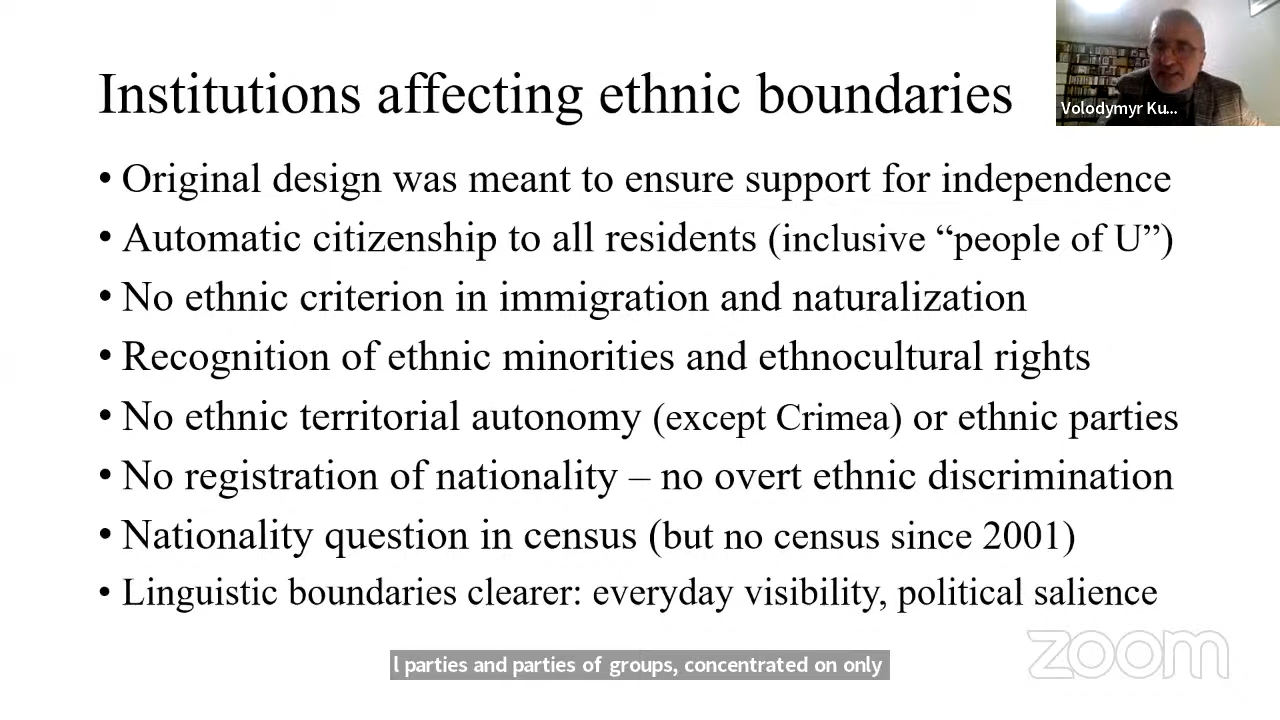 Institutions affecting ethnic boundaries
Volodymyr Ku...
• Original design was meant to ensure support for independence
• Automatic citizenship to all residents (inclusive “people of U”)
• No ethnic criterion in immigration and naturalization
• Recognition of ethnic minorities and ethnocultural rights
• No ethnic territorial autonomy (except Crimea) or ethnic parties
• No registration of nationality – no overt ethnic discrimination
• Nationality question in census (but no census since 2001)
• Linguistic boundaries clearer: everyday visibility, political salience
l parties and parties of groups, concentrated on only
zoom